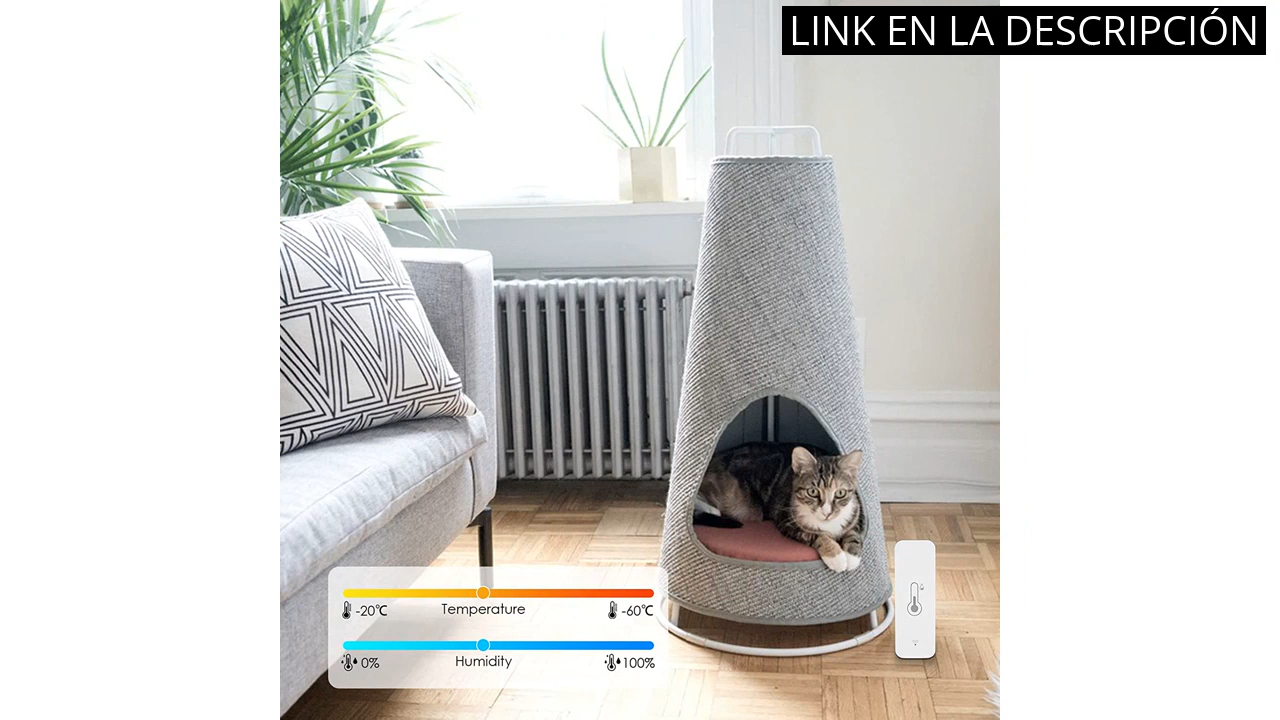 LINK EN LA DESCRIPCIÓN
-20℃ Temperature -60℃
0% Humidity 100%